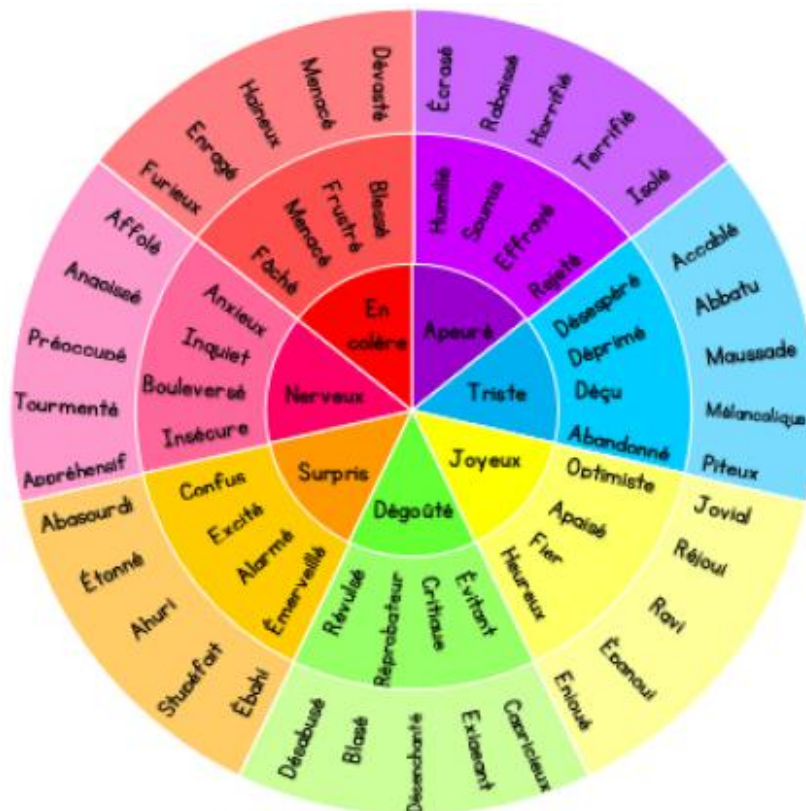 En
colère
Fâché
Menacé
Frustré
Blessé
Furieux
Enragé
Haineux
Menacé
Dévasté
Apeuré
Humilié
Soumis
Effrayé
Rejeté
Écrasé
Rabaissé
Horrifié
Terrifié
Isolé
Triste
Désespéré
Déprimé
Déçu
Abandonné
Accablé
Abbatu
Maussade
Mélancolique
Piteux
Joyeux
Optimiste
Apaisé
Fier
Heureux
Jovial
Réjoui
Ravi
Épanoui
Enjoué
Dégoûté
Révulsé
Réprobateur
Critique
Évitant
Désabusé
Blasé
Désenchanté
Exigeant
Capricieux
Surpris
Confus
Excité
Alarmé
Émerveillé
Abasourdi
Étonné
Ahuri
Stupéfait
Ébahi
Nerveux
Anxieux
Inquiet
Bouleversé
Insécure
Affolé
Angoissé
Préoccupé
Tourmenté
Appréhensif